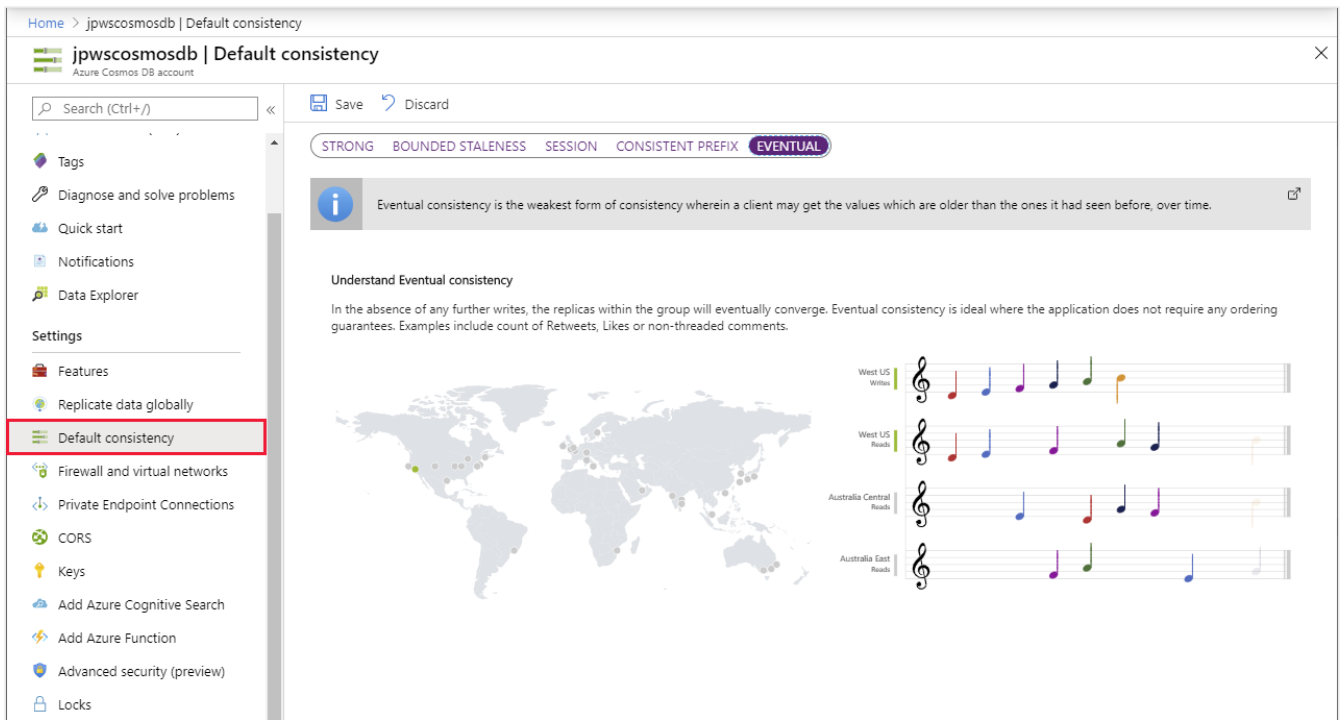 Home > jpwscosmosdb | Default consistency
jpwscosmosdb | Default consistency
Azure Cosmos DB account
Search (Ctrl+/)
«
Save
Discard
STRONG BOUNDED STALENESS SESSION CONSISTENT PREFIX EVENTUAL
Eventual consistency is the weakest form of consistency wherein a client may get the values which are older than the ones it had seen before, over time.
Tags
Diagnose and solve problems
Quick start
Notifications
Data Explorer
Settings
Features
Replicate data globally
Default consistency
Firewall and virtual networks
Private Endpoint Connections
CORS
Keys
Add Azure Cognitive Search
Add Azure Function
Advanced security (preview)
Locks
Understand Eventual consistency
In the absence of any further writes, the replicas within the group will eventually converge. Eventual consistency is ideal where the application does not require any ordering
guarantees. Examples include count of Retweets, Likes or non-threaded comments.
West US
Writes
West US
Reads
Australia Central
Reads
Australia East
Reads